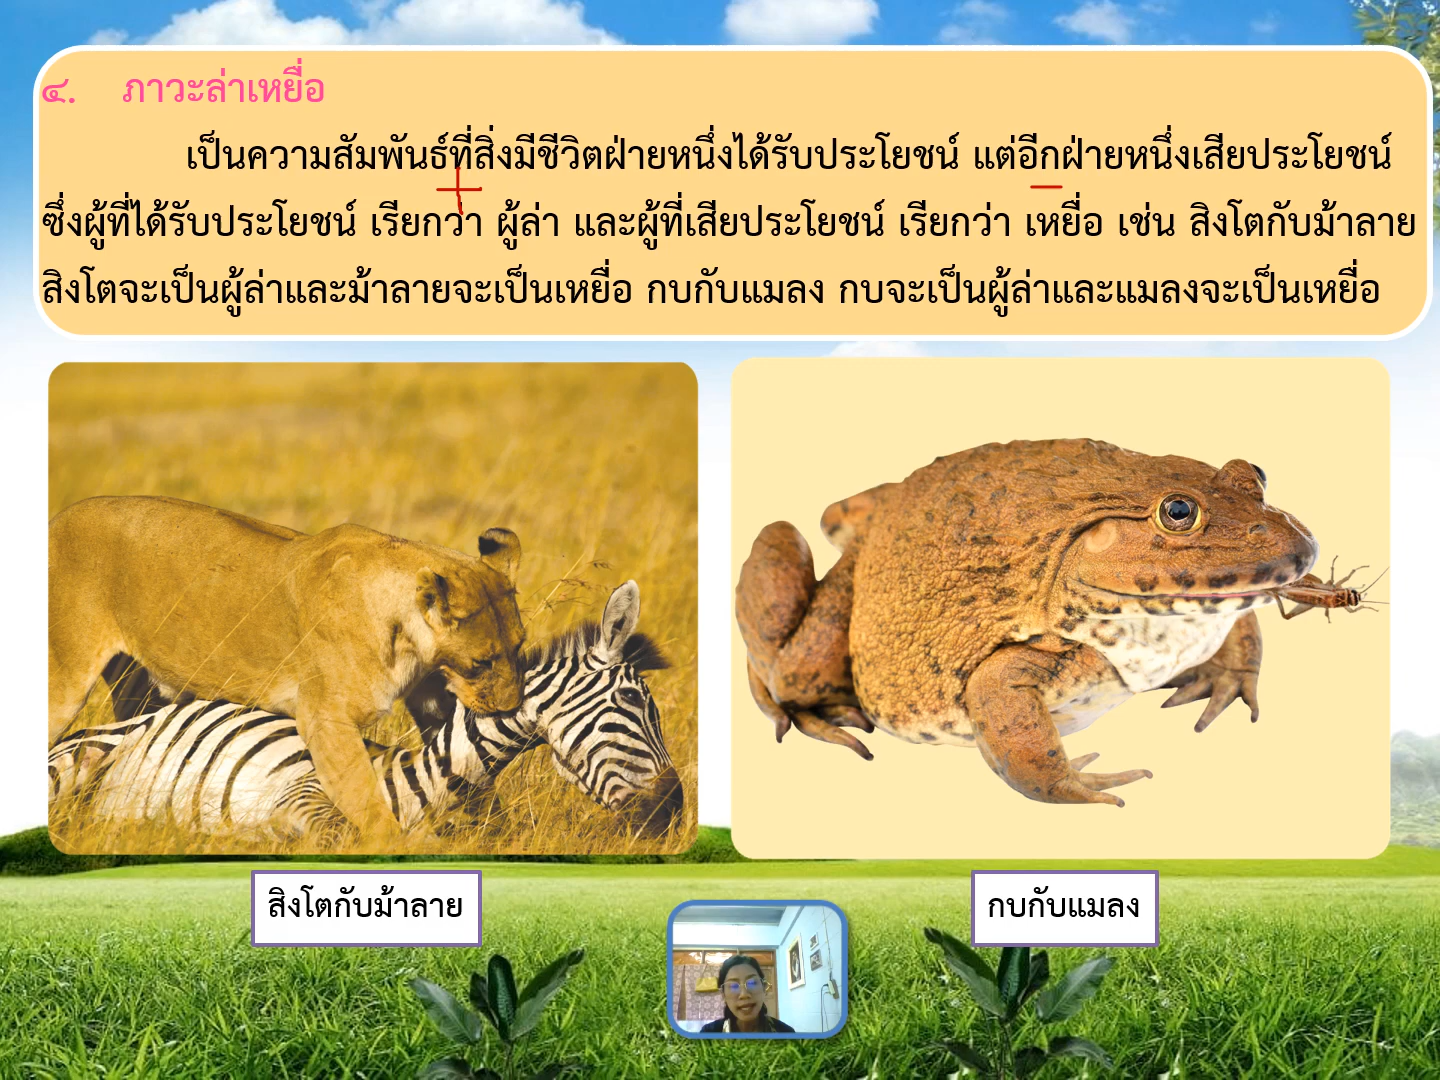 ๔. ภาวะล่าเหยื่อ
เป็นความสัมพันธ์ที่สิ่งมีชีวิตฝ่ายหนึ่งได้รับประโยชน์ แต่อีกฝ่ายหนึ่งเสียประโยชน์
ซึ่งผู้ที่ได้รับประโยชน์ เรียกว่า ผู้ล่า และผู้ที่เสียประโยชน์ เรียกว่า เหยื่อ เช่น สิงโตกับม้าลาย
สิงโตจะเป็นผู้ล่าและม้าลายจะเป็นเหยื่อ กบกับแมลง กบจะเป็นผู้ล่าและแมลงจะเป็นเหยื่อ
สิงโตกับม้าลาย
กบกับแมลง